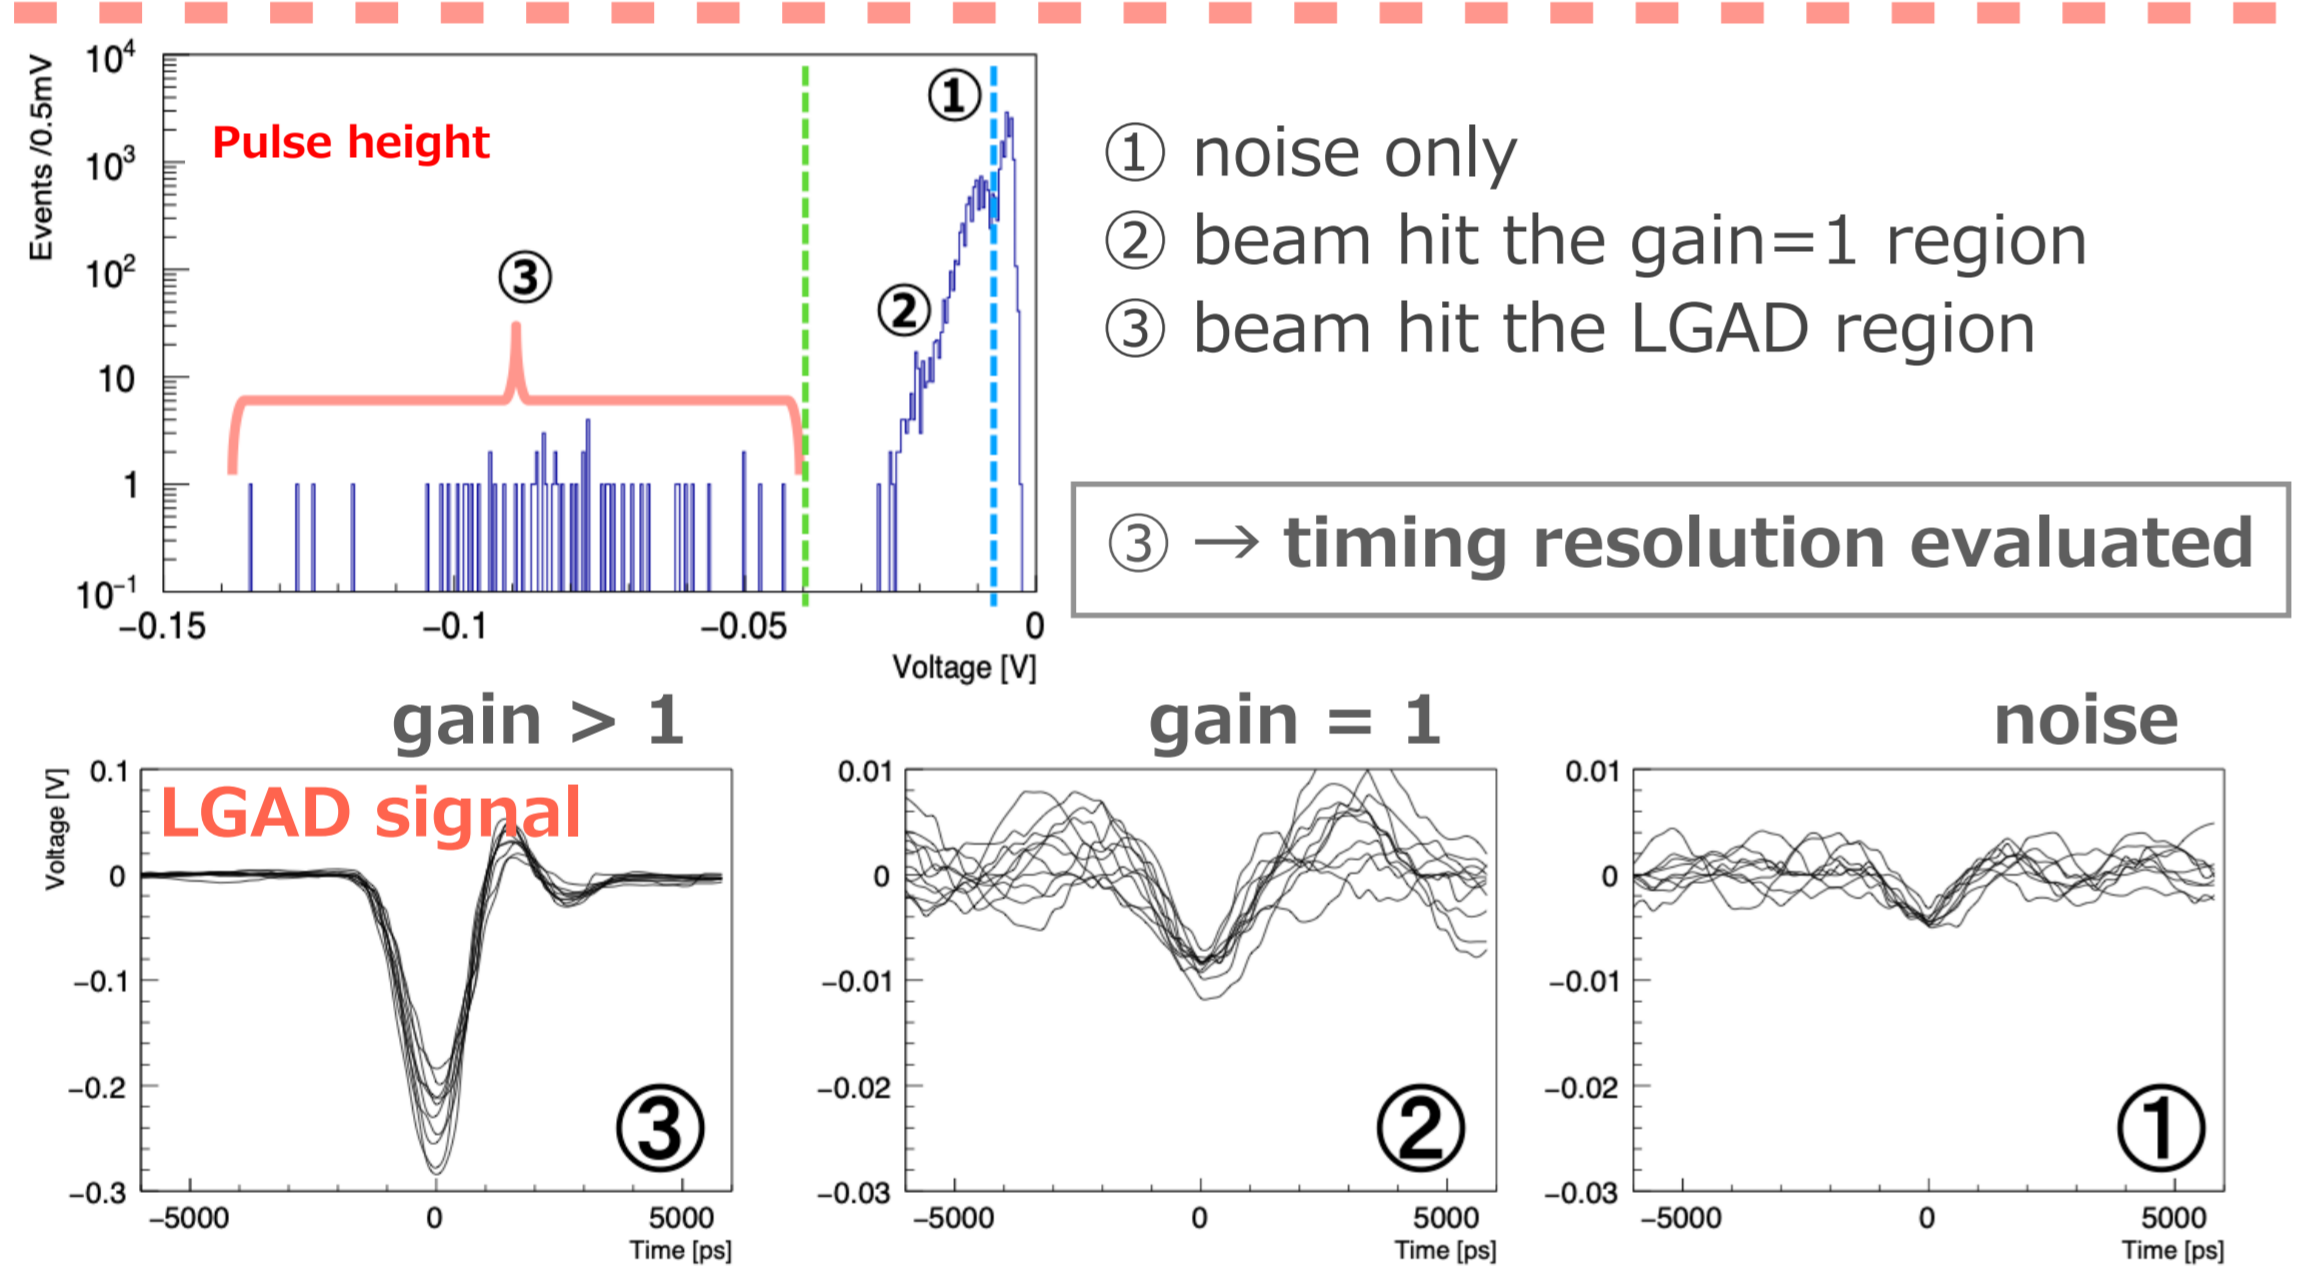 10⁴
10³
10²
10
1
10⁻¹
Events /0.5mV
Pulse height
①
②
③
−0.15
−0.1
−0.05
0
Voltage [V]
① noise only
② beam hit the gain=1 region
③ beam hit the LGAD region
③ → timing resolution evaluated
gain > 1
LGAD signal
0.1
0
−0.1
−0.2
−0.3
Voltage [V]
③
−5000
0
5000
Time [ps]
gain = 1
0.01
0
−0.01
−0.02
−0.03
②
−5000
0
5000
Time [ps]
noise
0.01
0
−0.01
−0.02
−0.03
①
−5000
0
5000
Time [ps]